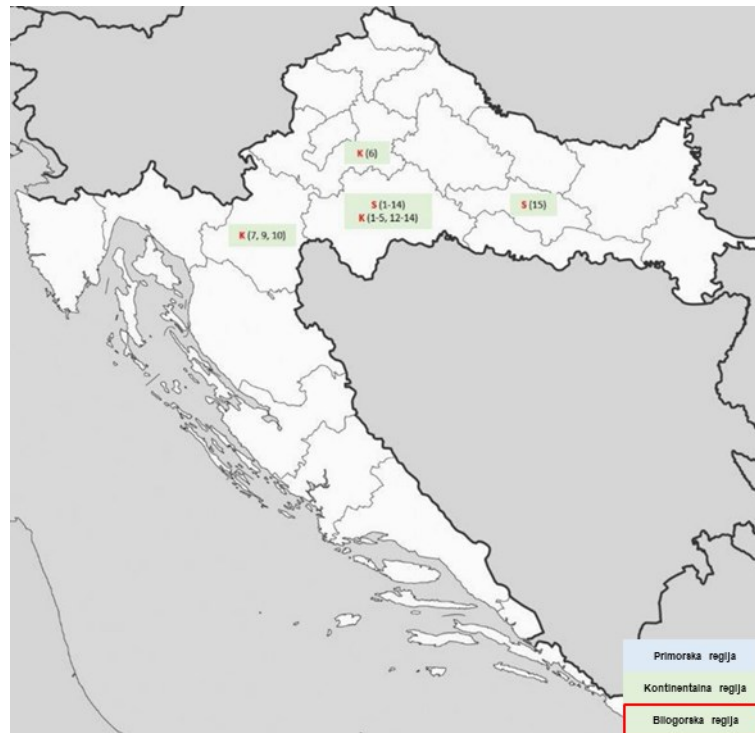 K (6)
S (1-14)
K (1-5, 12-14)
S (15)
K (7, 9, 10)
Primorska regija
Kontinentalna regija
Bilogorska regija